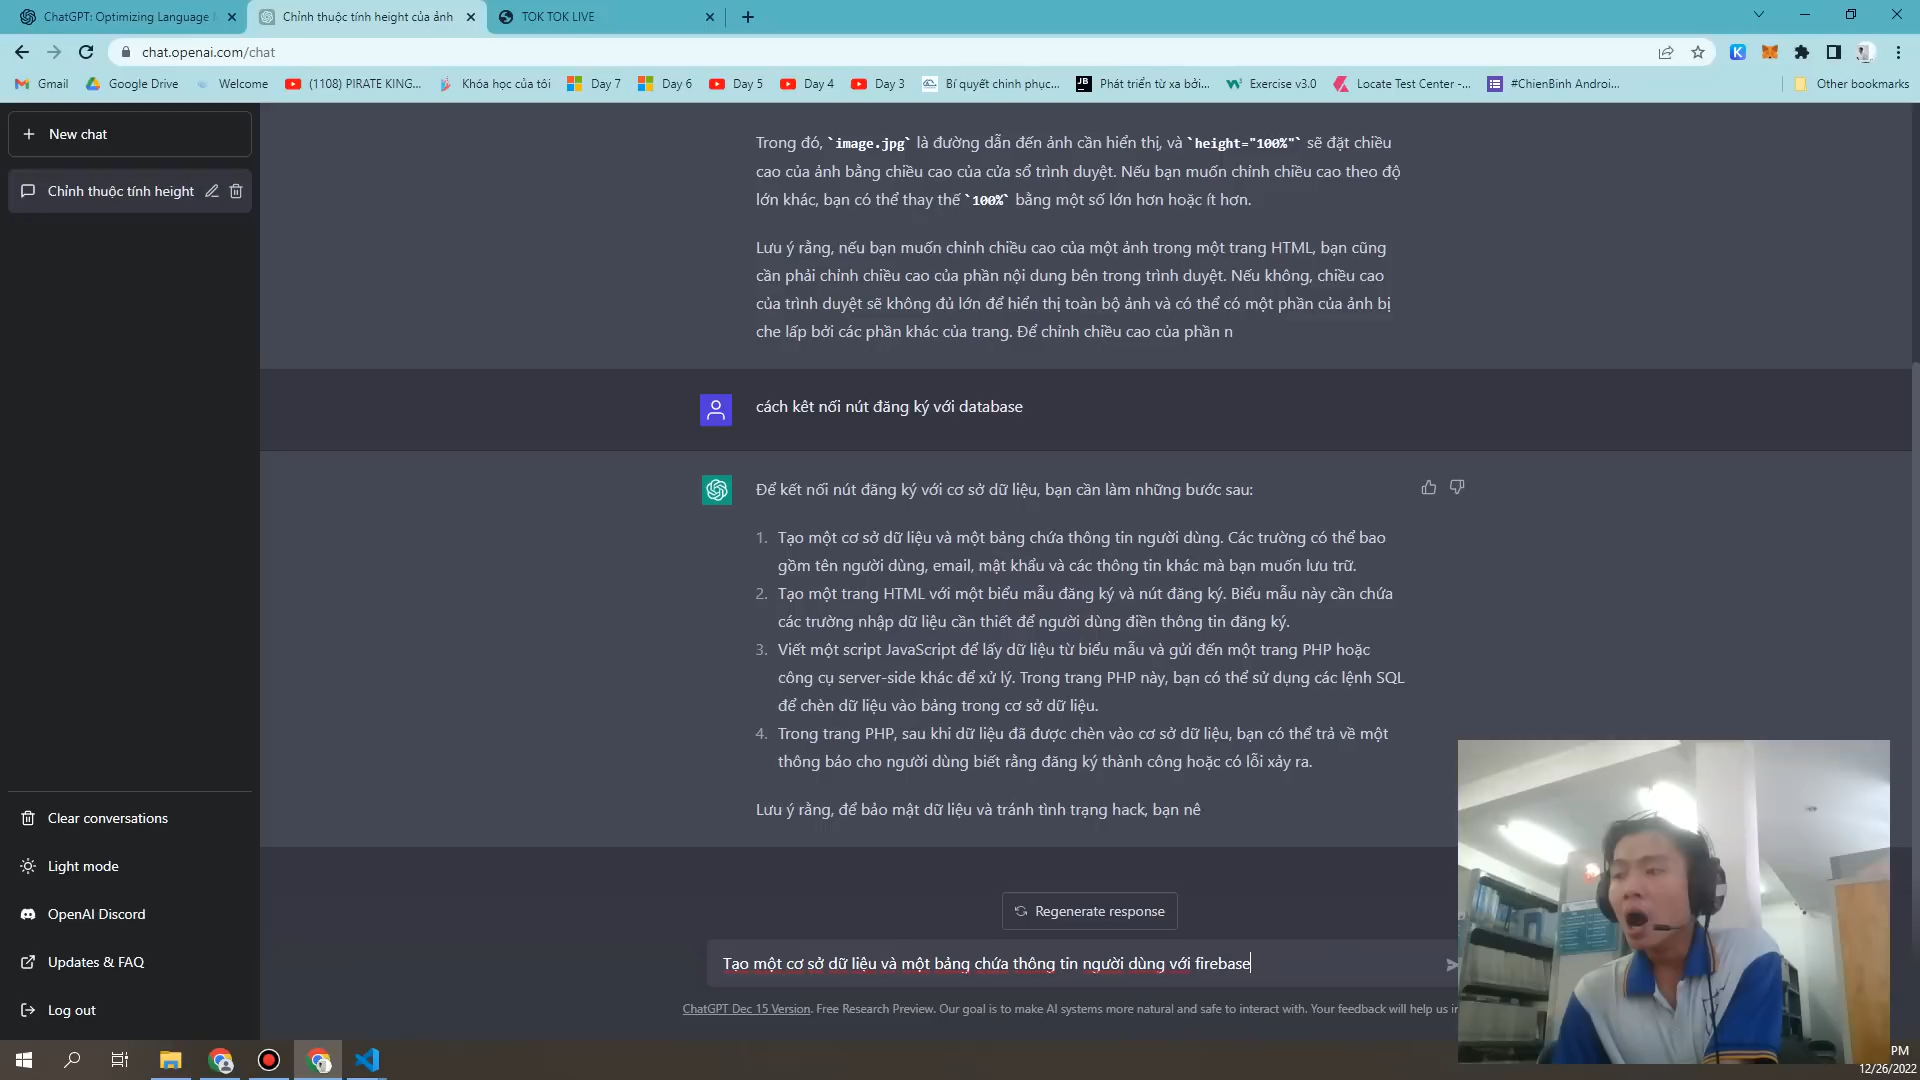 ChatGPT: Optimizing Language
Chỉnh thuộc tính height của ảnh
TOK TOK LIVE
chat.openai.com/chat
Gmail
Google Drive
Welcome
(1108) PIRATE KING...
Khóa học của tôi
Day 7
Day 6
Day 5
Day 4
Day 3
Bí quyết chinh phục...
Phát triển từ xa bởi...
Exercise v3.0
Locate Test Center -...
#ChienBinh Androi...
Other bookmarks
New chat
Chỉnh thuộc tính height
Trong đó, `image.jpg` là đường dẫn đến ảnh cần hiển thị, và `height="100%"` sẽ đặt chiều
cao của ảnh bằng chiều cao của cửa sổ trình duyệt. Nếu bạn muốn chỉnh chiều cao theo độ
lớn khác, bạn có thể thay thế `100%` bằng một số lớn hơn hoặc ít hơn.
Lưu ý rằng, nếu bạn muốn chỉnh chiều cao của một ảnh trong một trang HTML, bạn cũng
cần phải chỉnh chiều cao của phần nội dung bên trong trình duyệt. Nếu không, chiều cao
của trình duyệt sẽ không đủ lớn để hiển thị toàn bộ ảnh và có thể có một phần của ảnh bị
che lấp bởi các phần khác của trang. Để chỉnh chiều cao của phần n
cách kêt nối nút đăng ký với database
Để kết nối nút đăng ký với cơ sở dữ liệu, bạn cần làm những bước sau:
1. Tạo một cơ sở dữ liệu và một bảng chứa thông tin người dùng. Các trường có thể bao
gồm tên người dùng, email, mật khẩu và các thông tin khác mà bạn muốn lưu trữ.
2. Tạo một trang HTML với một biểu mẫu đăng ký và nút đăng ký. Biểu mẫu này cần chứa
các trường nhập dữ liệu cần thiết để người dùng điền thông tin đăng ký.
3. Viết một script JavaScript để lấy dữ liệu từ biểu mẫu và gửi đến một trang PHP hoặc
công cụ server-side khác để xử lý. Trong trang PHP này, bạn có thể sử dụng các lệnh SQL
để chèn dữ liệu vào bảng trong cơ sở dữ liệu.
4. Trong trang PHP, sau khi dữ liệu đã được chèn vào cơ sở dữ liệu, bạn có thể trả về một
thông báo cho người dùng biết rằng đăng ký thành công hoặc có lỗi xảy ra.
Lưu ý rằng, để bảo mật dữ liệu và tránh tình trạng hack, bạn nê
Clear conversations
Light mode
OpenAI Discord
Updates & FAQ
Log out
Regenerate response
Tạo một cơ sở dữ liệu và một bảng chứa thông tin người dùng với firebase
ChatGPT Dec 15 Version. Free Research Preview. Our goal is to make AI systems more natural and safe to interact with. Your feedback will help us
PM
12/26/2022